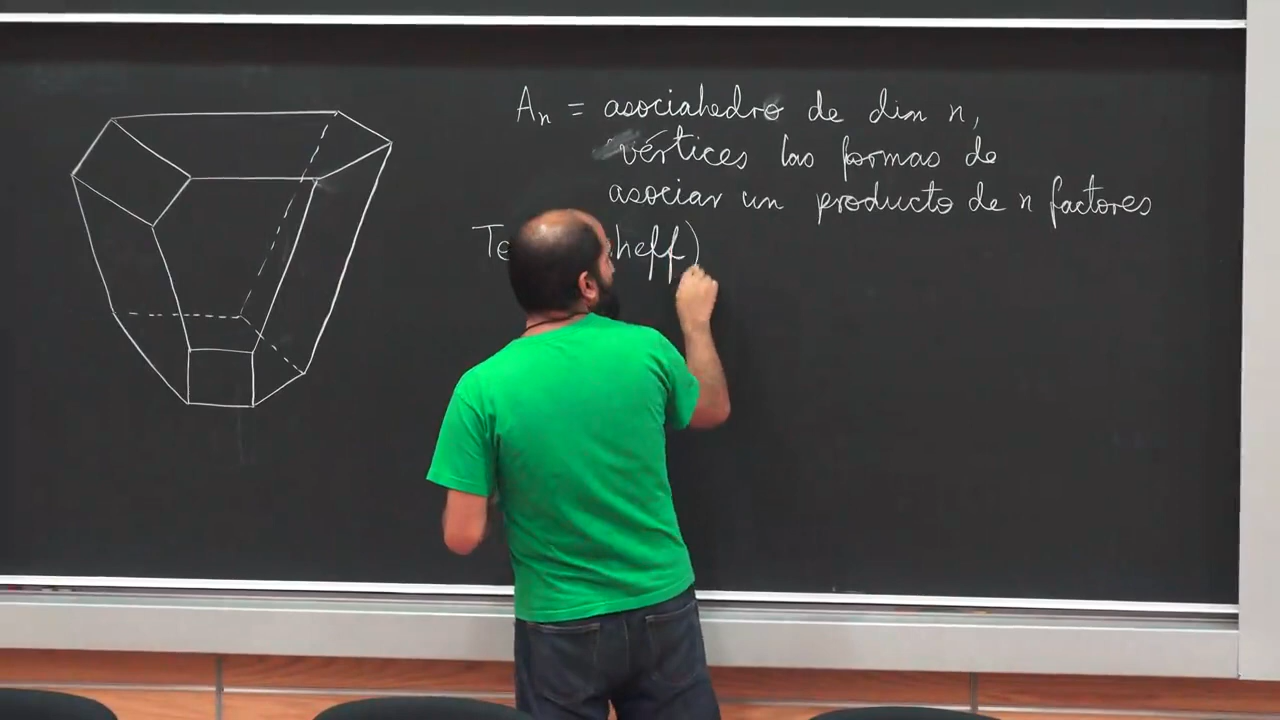 Aₙ = asociahedro de dim n,
vértices las formas de
asociar un producto de n factores
Te heff)